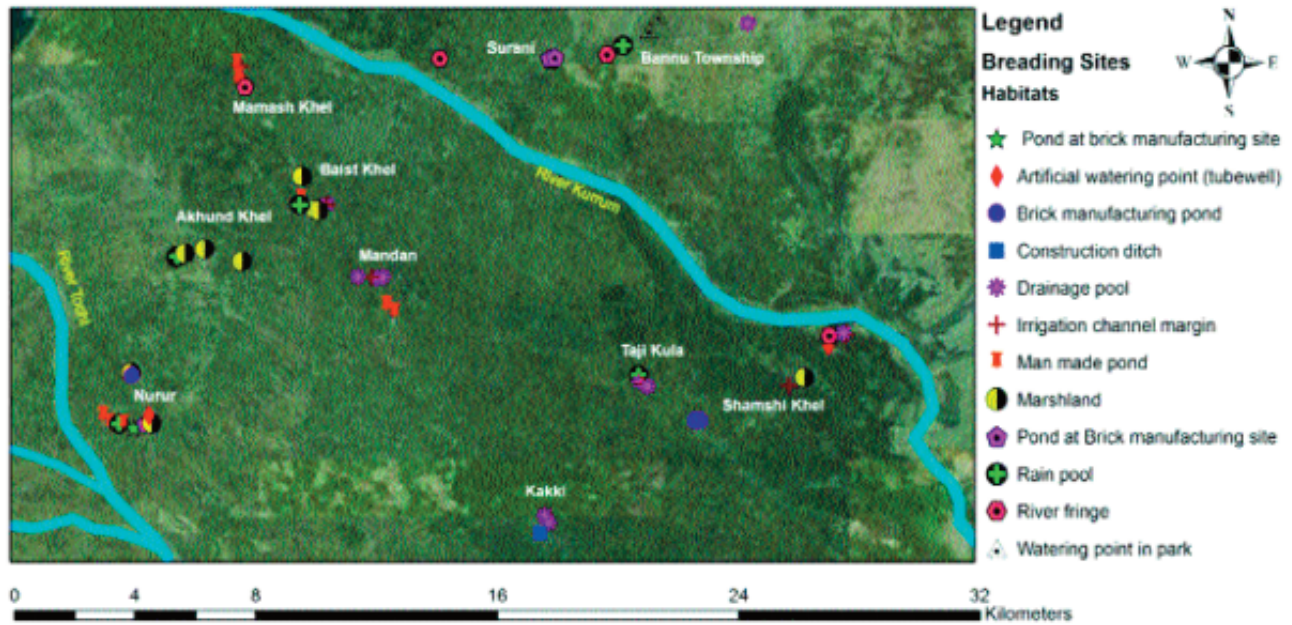 Surani
Bannu Township
Mamash Khel
Baist Khel
River Kurrum
Akhund Khel
River Tochi
Mandan
Taji Kula
Nurur
Shamshi Khel
Kakki
Legend
Breading Sites
Habitats
N
W E
S
Pond at brick manufacturing site
Artificial watering point (tubewell)
Brick manufacturing pond
Construction ditch
Drainage pool
Irrigation channel margin
Man made pond
Marshland
Pond at Brick manufacturing site
Rain pool
River fringe
Watering point in park
0 4 8 16 24 32
Kilometers